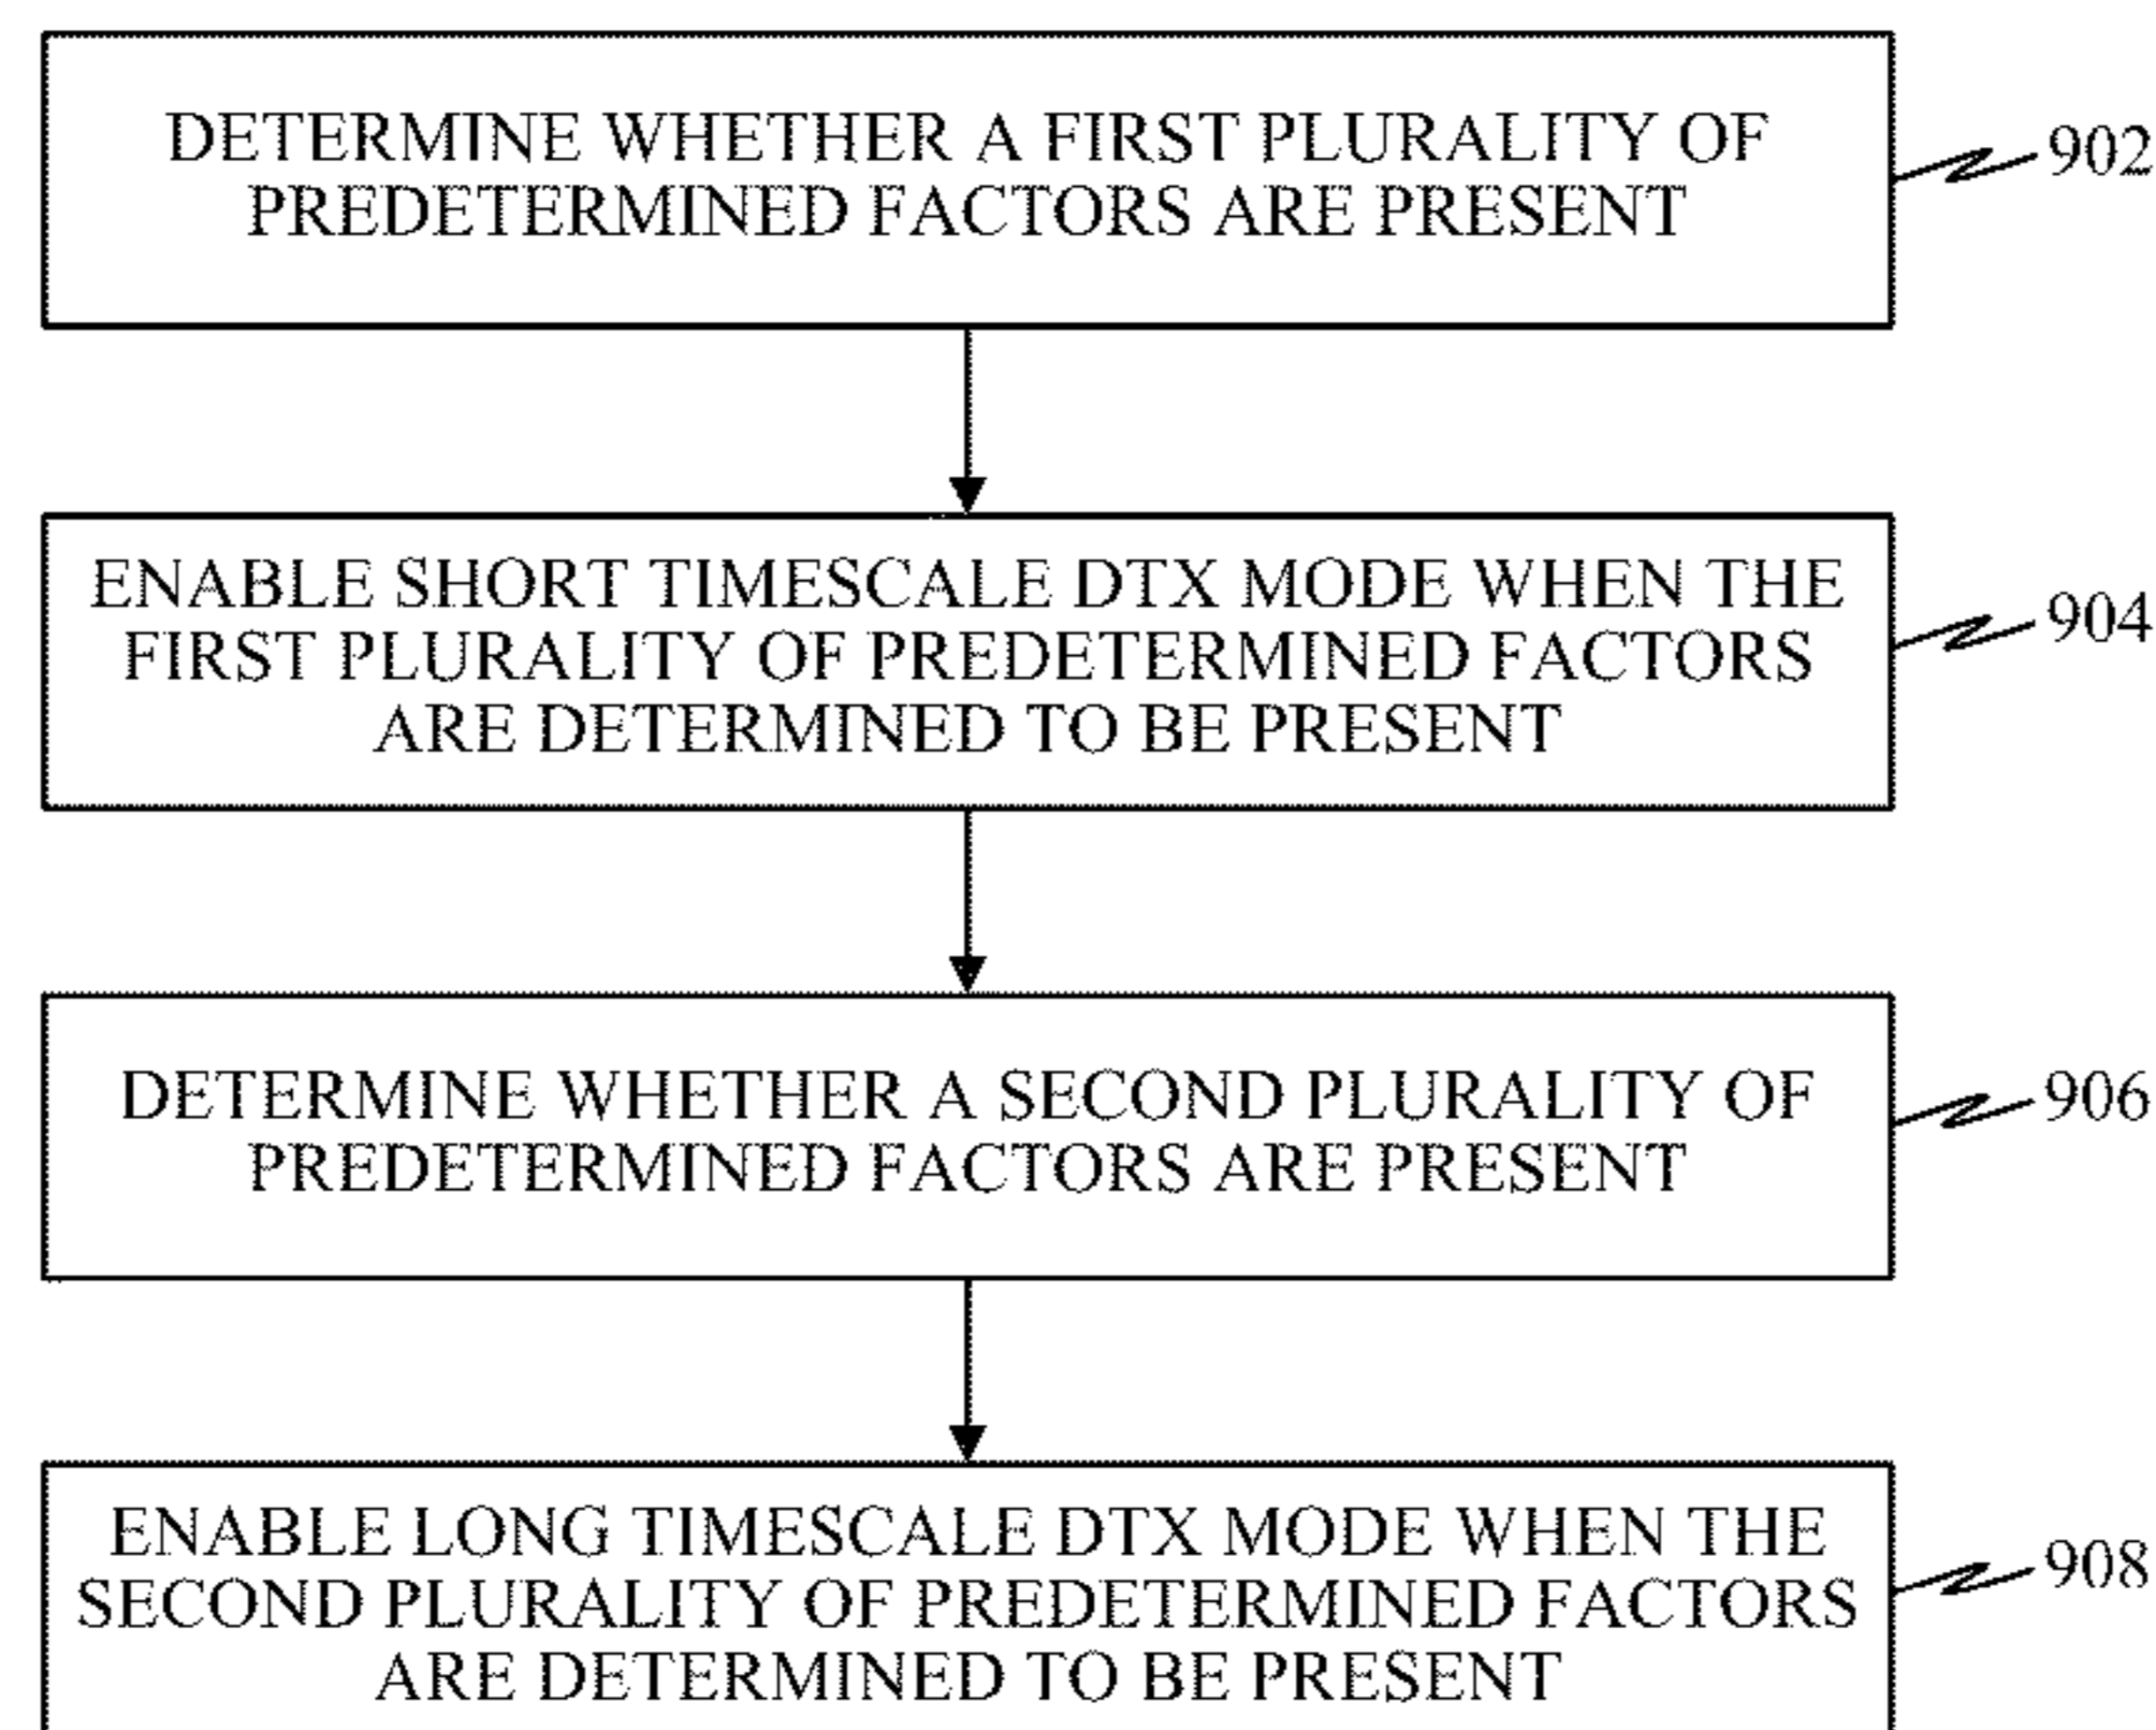 DETERMINE WHETHER A FIRST PLURALITY OF
PREDETERMINED FACTORS ARE PRESENT
902
ENABLE SHORT TIMESCALE DTX MODE WHEN THE
FIRST PLURALITY OF PREDETERMINED FACTORS
ARE DETERMINED TO BE PRESENT
904
DETERMINE WHETHER A SECOND PLURALITY OF
PREDETERMINED FACTORS ARE PRESENT
906
ENABLE LONG TIMESCALE DTX MODE WHEN THE
SECOND PLURALITY OF PREDETERMINED FACTORS
ARE DETERMINED TO BE PRESENT
908